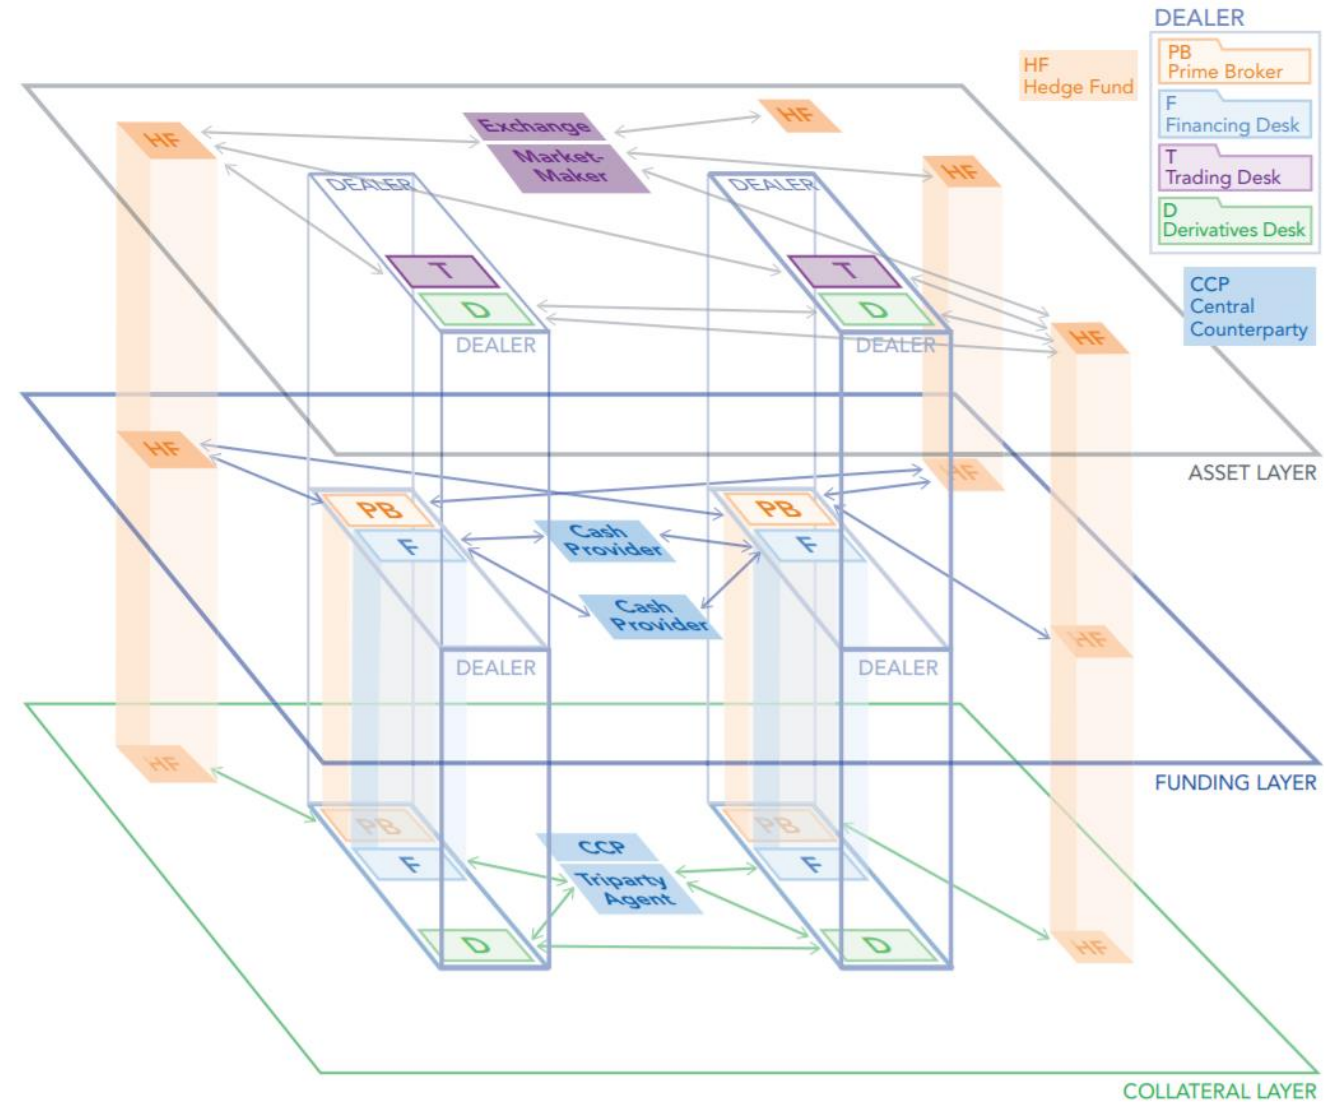 DEALER
PB
Prime Broker
HF
Hedge Fund
F
Financing Desk
T
Trading Desk
D
Derivatives Desk
CCP
Central
Counterparty
HF
Exchange
Market-
Maker
HF
HF
DEALER
DEALER
T
T
D
D
DEALER
DEALER
HF
ASSET LAYER
HF
HF
PB
PB
F
F
Cash
Provider
Cash
Provider
HF
DEALER
DEALER
FUNDING LAYER
HF
PB
PB
F
F
CCP
Triparty
Agent
D
D
HF
COLLATERAL LAYER